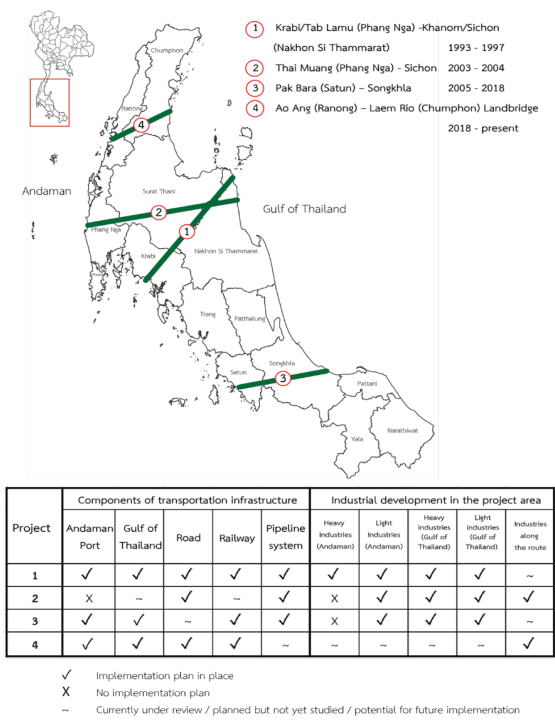 1 Krabi/Tab Lamu (Phang Nga) -Khanom/Sichon
(Nakhon Si Thammarat) 1993 - 1997
2 Thai Muang (Phang Nga) - Sichon 2003 - 2004
3 Pak Bara (Satun) – Songkhla 2005 - 2018
4 Ao Ang (Ranong) – Laem Rio (Chumphon) Landbridge
2018 - present
Chumphon
Ranong
4
Andaman
Surat Thani
Gulf of Thailand
2
Phang Nga
1
Krabi
Nakhon Si Thammarat
Trang
Patthalung
Songkhla
Satun
3
Pattani
Narathiwat
Yala
Project
Components of transportation infrastructure
Industrial development in the project area
Andaman
Port
Gulf of
Thailand
Road
Railway
Pipeline
system
Heavy
Industries
(Andaman)
Light
Industries
(Andaman)
Heavy
industries
(Gulf of
Thailand)
Light
industries
(Gulf of
Thailand)
Industries
along
the route
1 ✓ ✓ ✓ ✓ ✓ ✓ ✓ ✓ ✓ ~
2 X ~ ✓ ~ ✓ X ✓ ✓ ✓ ✓
3 ✓ ✓ ~ ✓ ✓ X ✓ ✓ ✓ ~
4 ✓ ✓ ✓ ✓ ~ ~ ~ ~ ~ ✓
✓ Implementation plan in place
X No implementation plan
~ Currently under review / planned but not yet studied / potential for future implementation